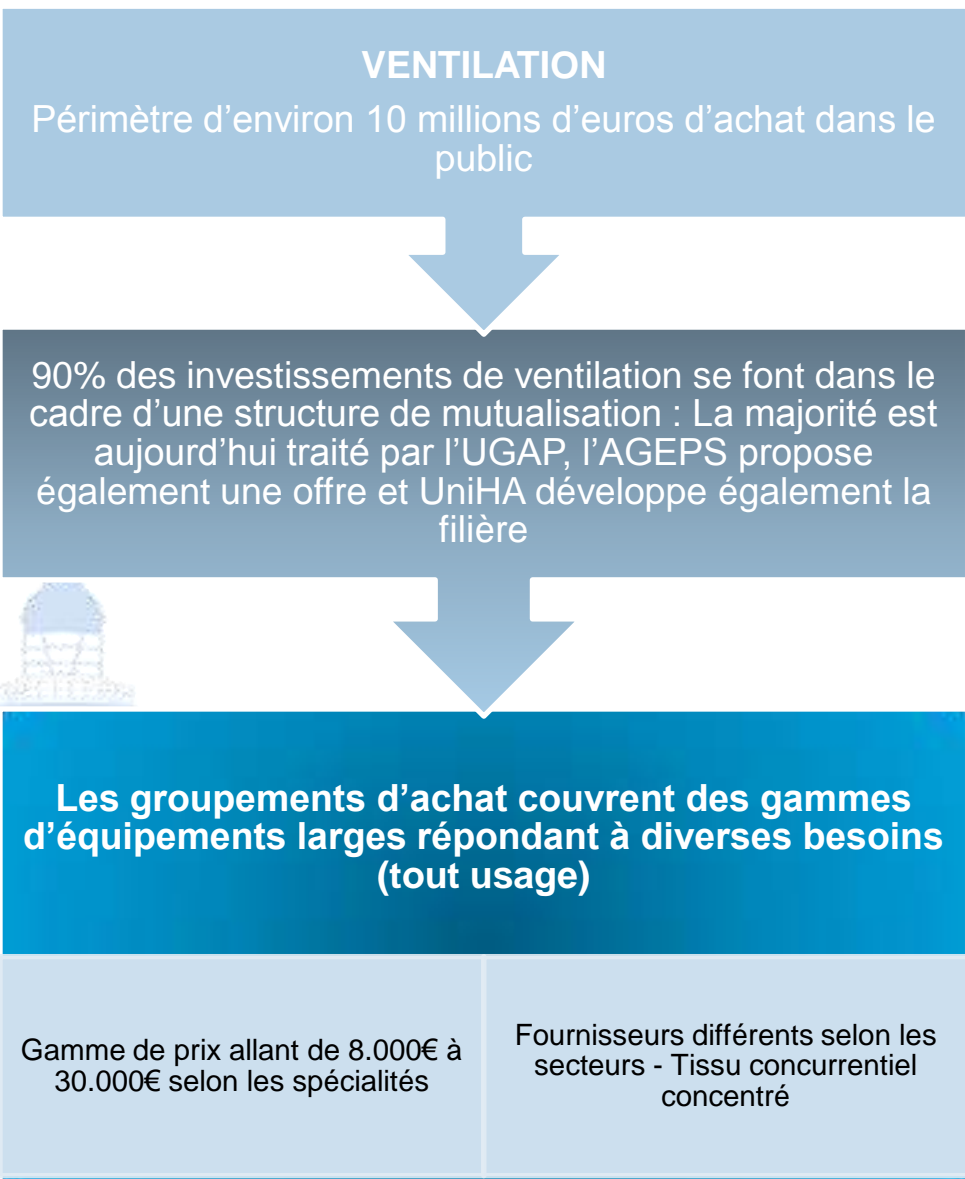 VENTILATION
Périmètre d’environ 10 millions d’euros d’achat dans le
public
90% des investissements de ventilation se font dans le
cadre d’une structure de mutualisation : La majorité est
aujourd’hui traité par l’UGAP, l’AGEPS propose
également une offre et UniHA développe également la
filière
Les groupements d’achat couvrent des gammes
d’équipements larges répondant à diverses besoins
(tout usage)
Gamme de prix allant de 8.000€ à
30.000€ selon les spécialités
Fournisseurs différents selon les
secteurs - Tissu concurrentiel
concentré